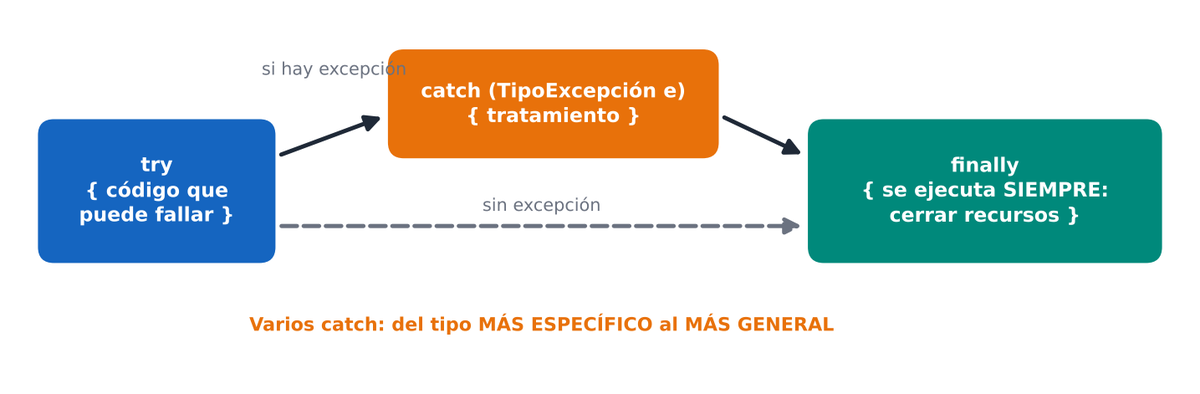 si hay excepción
catch (TipoExcepción e)
{ tratamiento }
try
{ código que
puede fallar }
sin excepción
finally
{ se ejecuta SIEMPRE:
cerrar recursos }
Varios catch: del tipo MÁS ESPECÍFICO al MÁS GENERAL